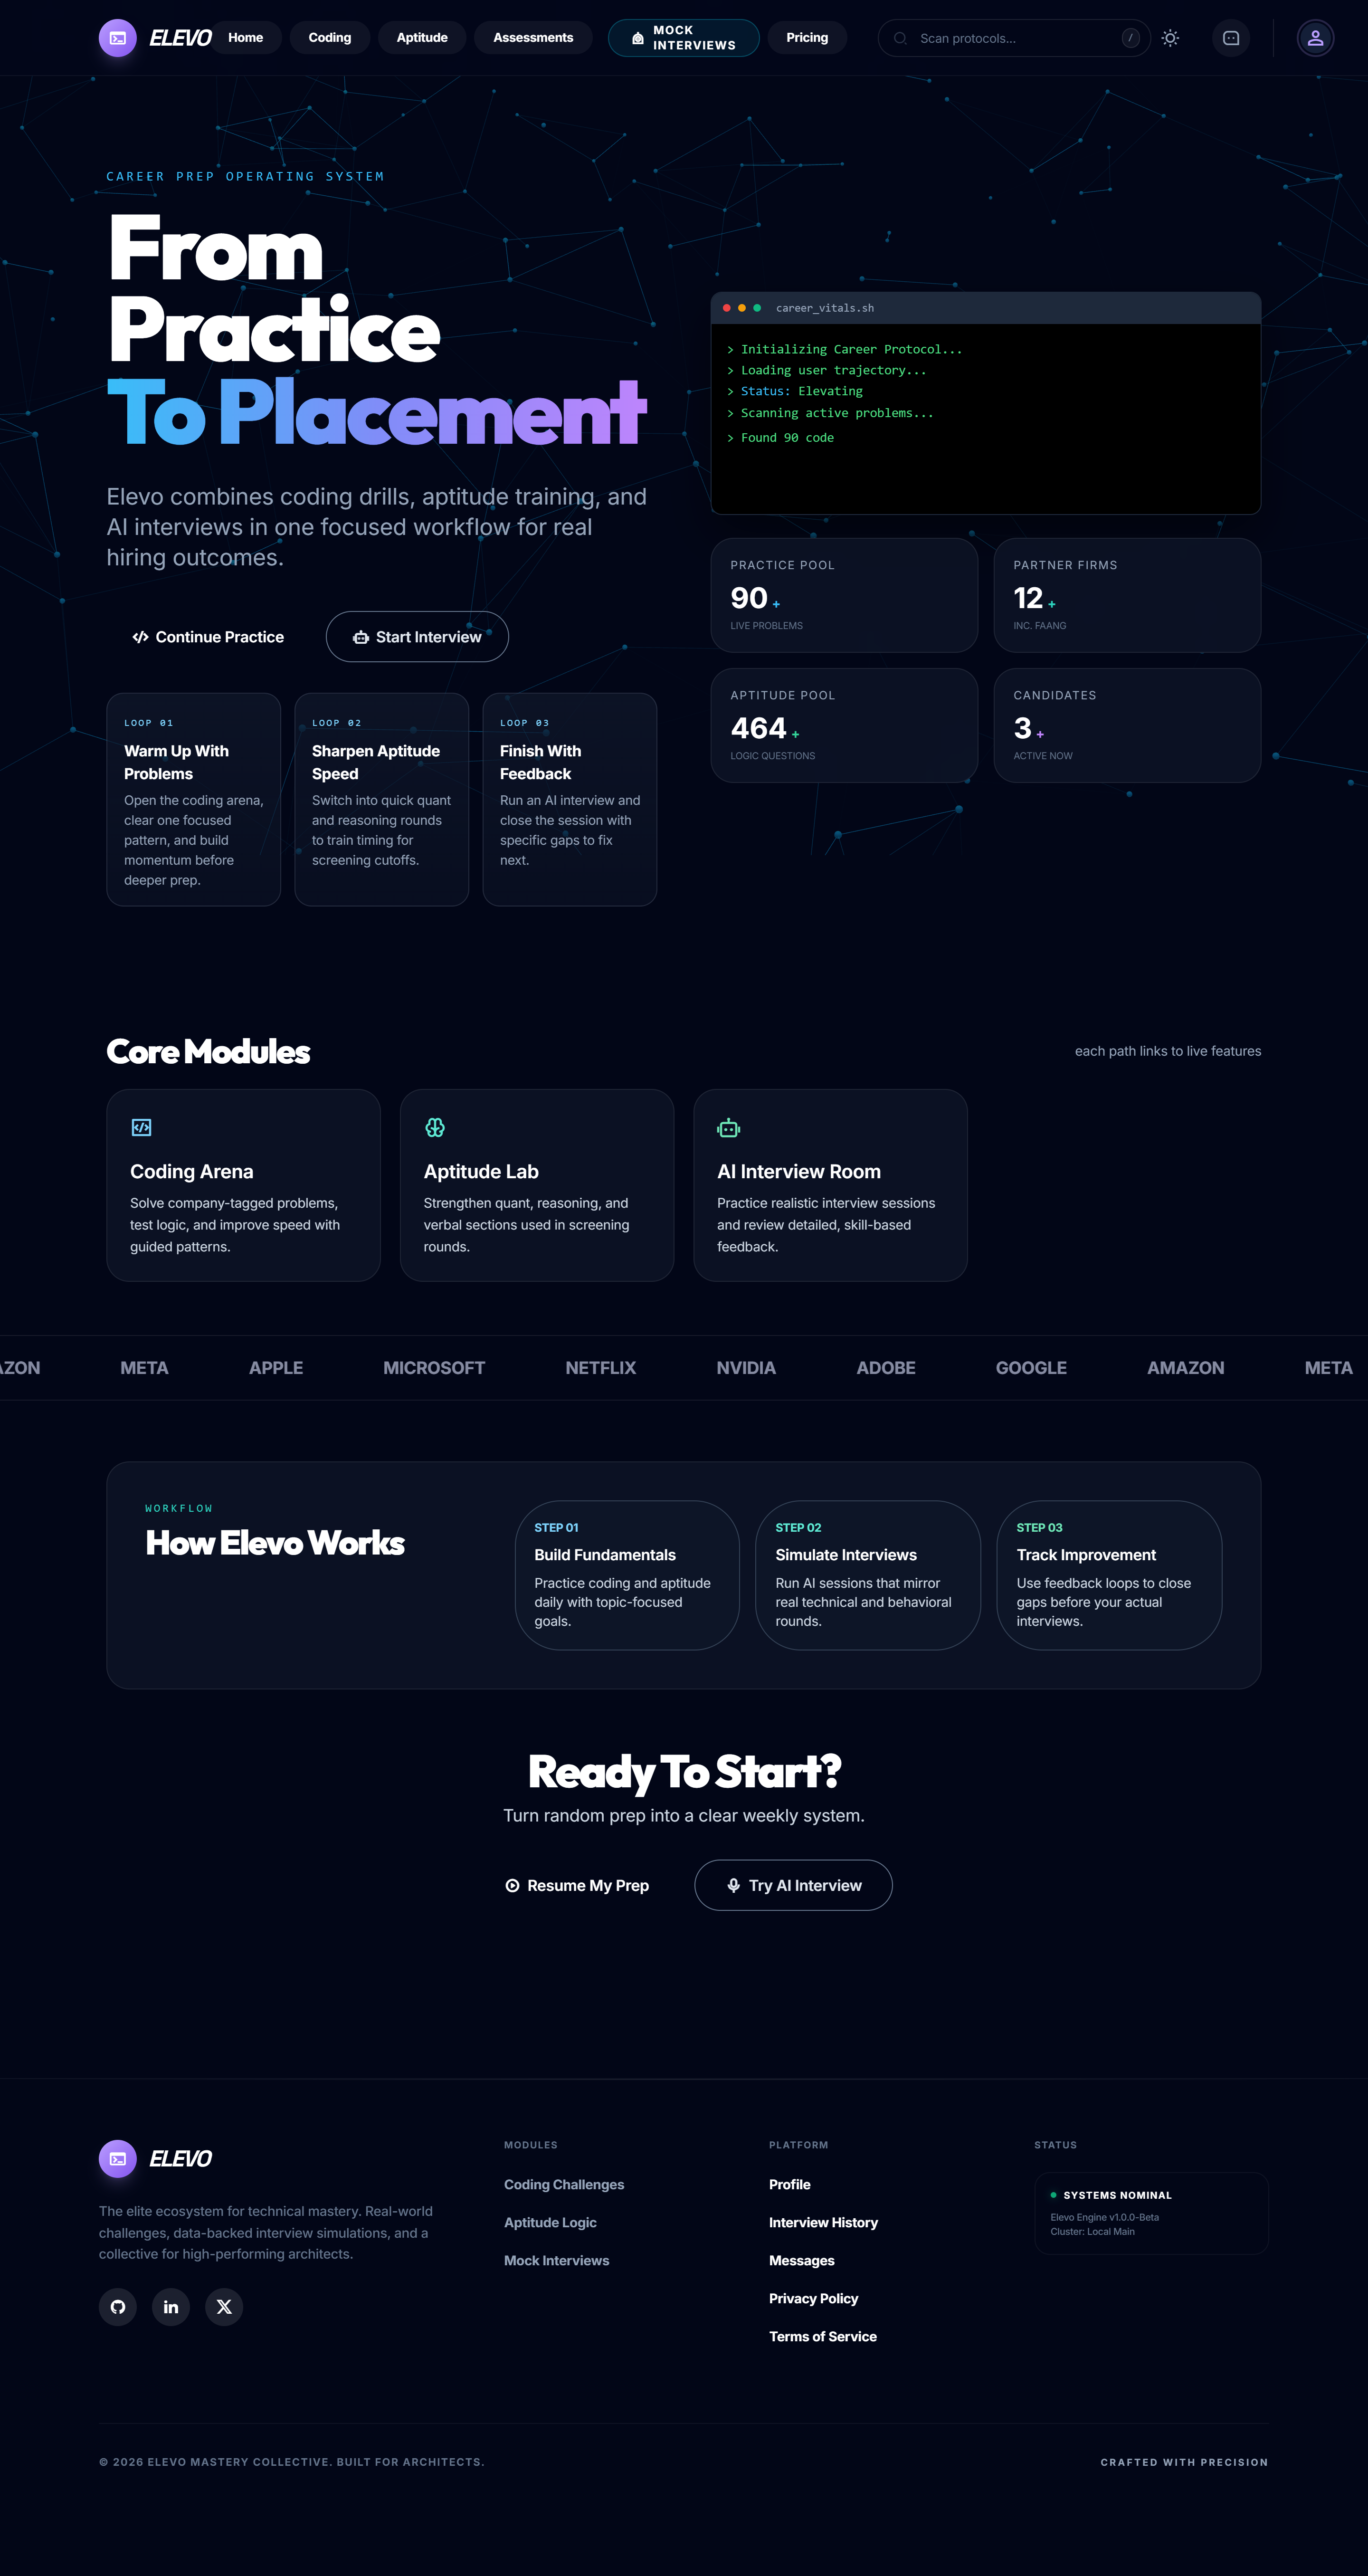 ELEVO
Home
Coding
Aptitude
Assessments
MOCK
INTERVIEWS
Pricing
Scan protocols...
/
CAREER PREP OPERATING SYSTEM
From
Practice
To Placement
Elevo combines coding drills, aptitude training, and
AI interviews in one focused workflow for real
hiring outcomes.
Continue Practice
Start Interview
LOOP 01
Warm Up With
Problems
Open the coding arena,
clear one focused
pattern, and build
momentum before
deeper prep.
LOOP 02
Sharpen Aptitude
Speed
Switch into quick quant
and reasoning rounds
to train timing for
screening cutoffs.
LOOP 03
Finish With
Feedback
Run an AI interview and
close the session with
specific gaps to fix
next.
career_vitals.sh
> Initializing Career Protocol...
> Loading user trajectory...
> Status: Elevating
> Scanning active problems...
> Found 90 code
PRACTICE POOL
90 +
LIVE PROBLEMS
PARTNER FIRMS
12 +
INC. FAANG
APTITUDE POOL
464 +
LOGIC QUESTIONS
CANDIDATES
3 +
ACTIVE NOW
Core Modules
each path links to live features
Coding Arena
Solve company-tagged problems,
test logic, and improve speed with
guided patterns.
Aptitude Lab
Strengthen quant, reasoning, and
verbal sections used in screening
rounds.
AI Interview Room
Practice realistic interview sessions
and review detailed, skill-based
feedback.
AZON META APPLE MICROSOFT NETFLIX NVIDIA ADOBE GOOGLE AMAZON META
WORKFLOW
How Elevo Works
STEP 01
Build Fundamentals
Practice coding and aptitude
daily with topic-focused
goals.
STEP 02
Simulate Interviews
Run AI sessions that mirror
real technical and behavioral
rounds.
STEP 03
Track Improvement
Use feedback loops to close
gaps before your actual
interviews.
Ready To Start?
Turn random prep into a clear weekly system.
Resume My Prep
Try AI Interview
ELEVO
The elite ecosystem for technical mastery. Real-world
challenges, data-backed interview simulations, and a
collective for high-performing architects.
in
X
MODULES
Coding Challenges
Aptitude Logic
Mock Interviews
PLATFORM
Profile
Interview History
Messages
Privacy Policy
Terms of Service
STATUS
SYSTEMS NOMINAL
Elevo Engine v1.0.0-Beta
Cluster: Local Main
© 2026 ELEVO MASTERY COLLECTIVE. BUILT FOR ARCHITECTS.
CRAFTED WITH PRECISION